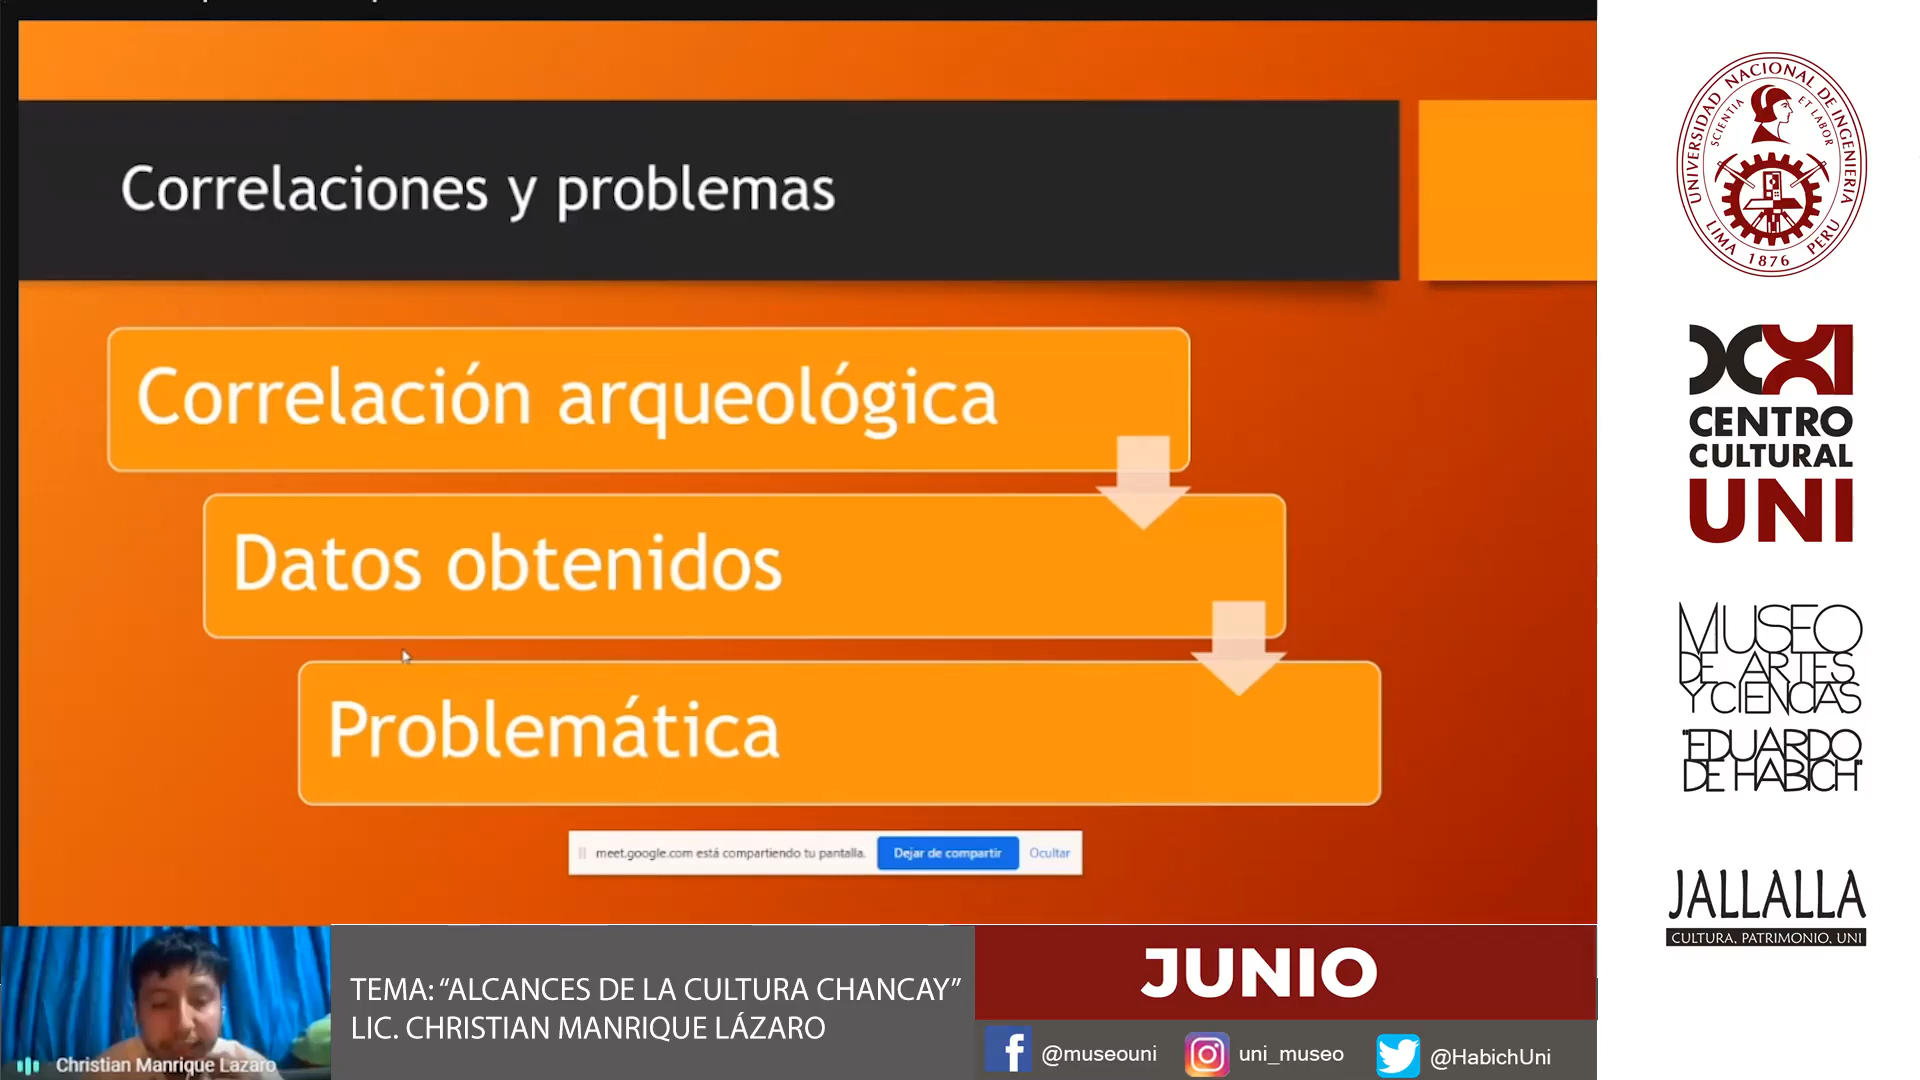 Correlaciones y problemas
Correlación arqueológica
Datos obtenidos
Problemática
meet.google.com está compartiendo tu pantalla.
Dejar de compartir
Ocultar
Christian Manrique Lazaro
TEMA: “ALCANCES DE LA CULTURA CHANCAY”
LIC. CHRISTIAN MANRIQUE LÁZARO
JUNIO
@museouni
uni_museo
@HabichUni
UNIVERSIDAD NACIONAL DE INGENIERIA
SCIENTIA ET LABOR
LIMA 1876 PERU
XXI
CENTRO
CULTURAL
UNI
MUSEO
DE ARTES
Y CIENCIAS
"EDUARDO
DE HABICH"
JALLALLA
CULTURA, PATRIMONIO, UNI